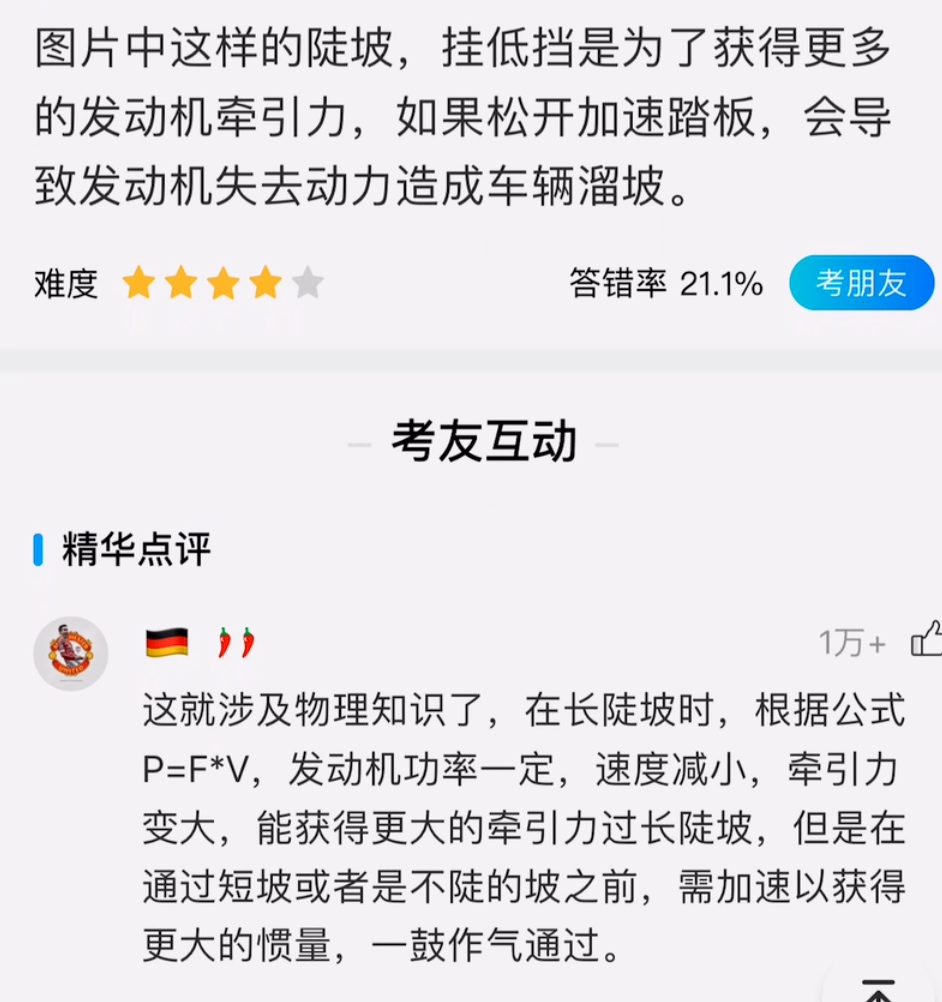 图片中这样的陡坡，挂低挡是为了获得更多
的发动机牵引力，如果松开加速踏板，会导
致发动机失去动力造成车辆溜坡。
难度 答错率 21.1% 考朋友
考友互动
精华点评
1万+
这就涉及物理知识了，在长陡坡时，根据公式
P=F*V，发动机功率一定，速度减小，牵引力
变大，能获得更大的牵引力过长陡坡，但是在
通过短坡或者是不陡的坡之前，需加速以获得
更大的惯量，一鼓作气通过。